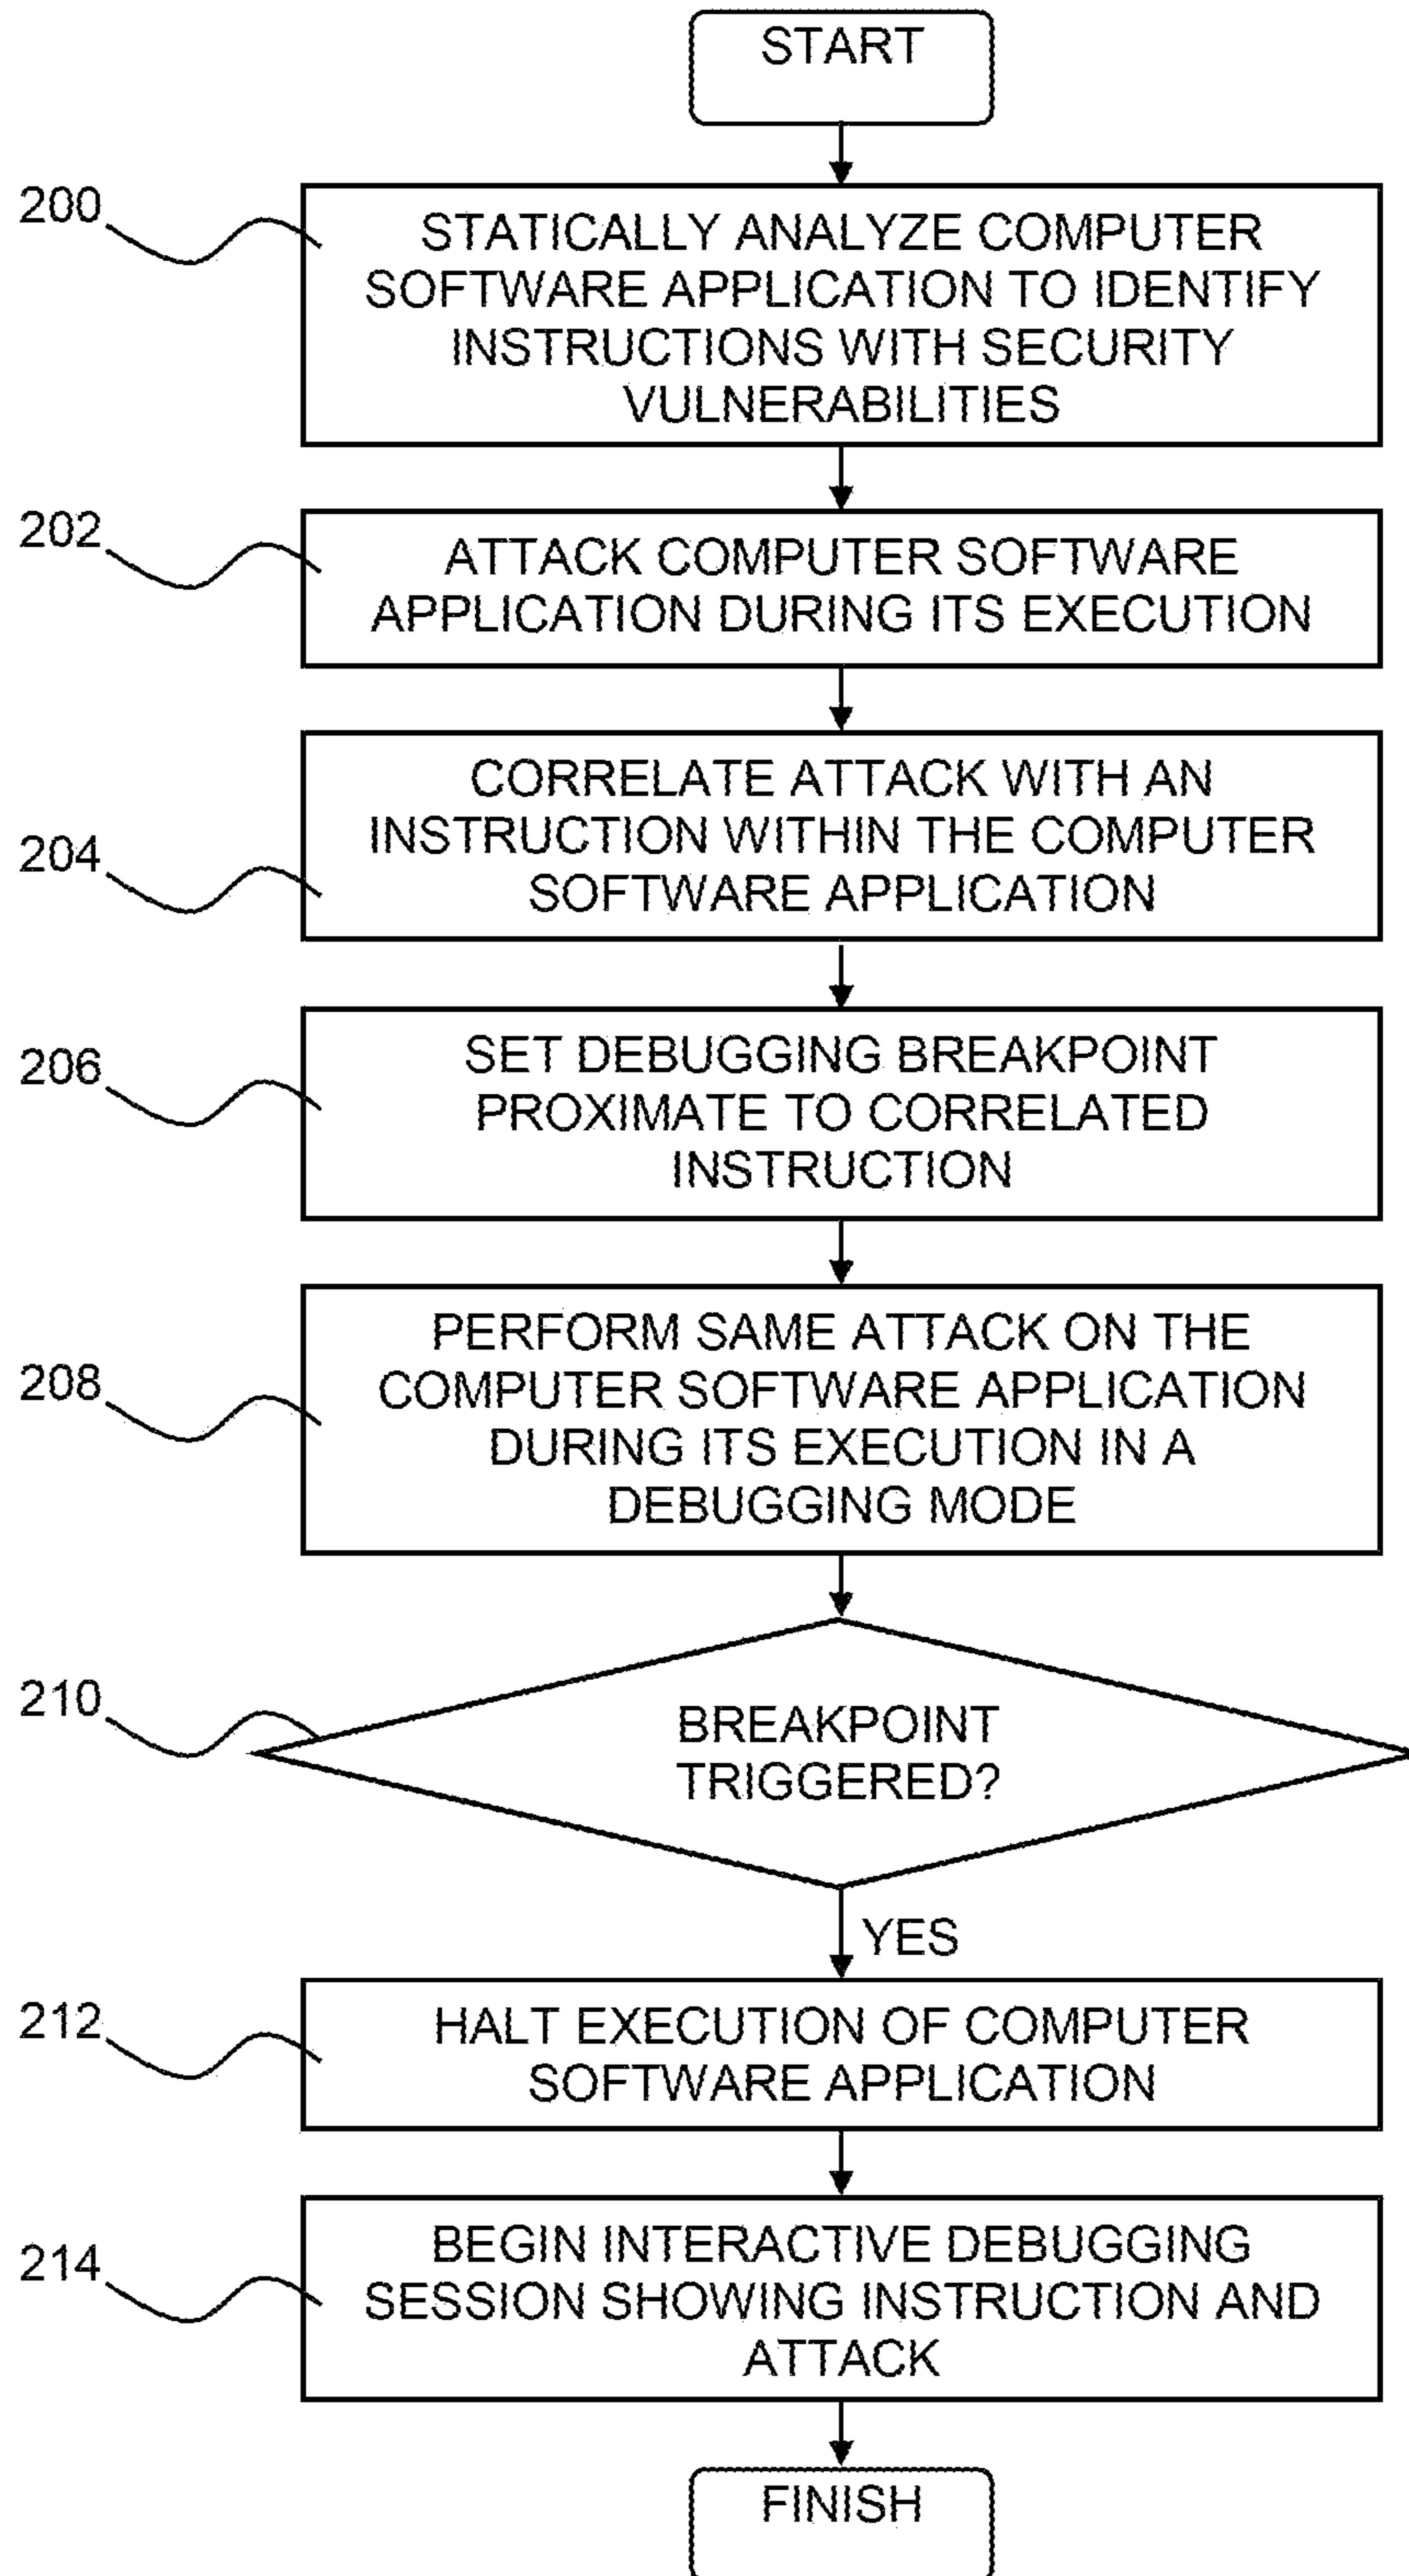 START
200
STATICALLY ANALYZE COMPUTER
SOFTWARE APPLICATION TO IDENTIFY
INSTRUCTIONS WITH SECURITY
VULNERABILITIES
202
ATTACK COMPUTER SOFTWARE
APPLICATION DURING ITS EXECUTION
204
CORRELATE ATTACK WITH AN
INSTRUCTION WITHIN THE COMPUTER
SOFTWARE APPLICATION
206
SET DEBUGGING BREAKPOINT
PROXIMATE TO CORRELATED
INSTRUCTION
208
PERFORM SAME ATTACK ON THE
COMPUTER SOFTWARE APPLICATION
DURING ITS EXECUTION IN A
DEBUGGING MODE
210
BREAKPOINT
TRIGGERED?
YES
212
HALT EXECUTION OF COMPUTER
SOFTWARE APPLICATION
214
BEGIN INTERACTIVE DEBUGGING
SESSION SHOWING INSTRUCTION AND
ATTACK
FINISH